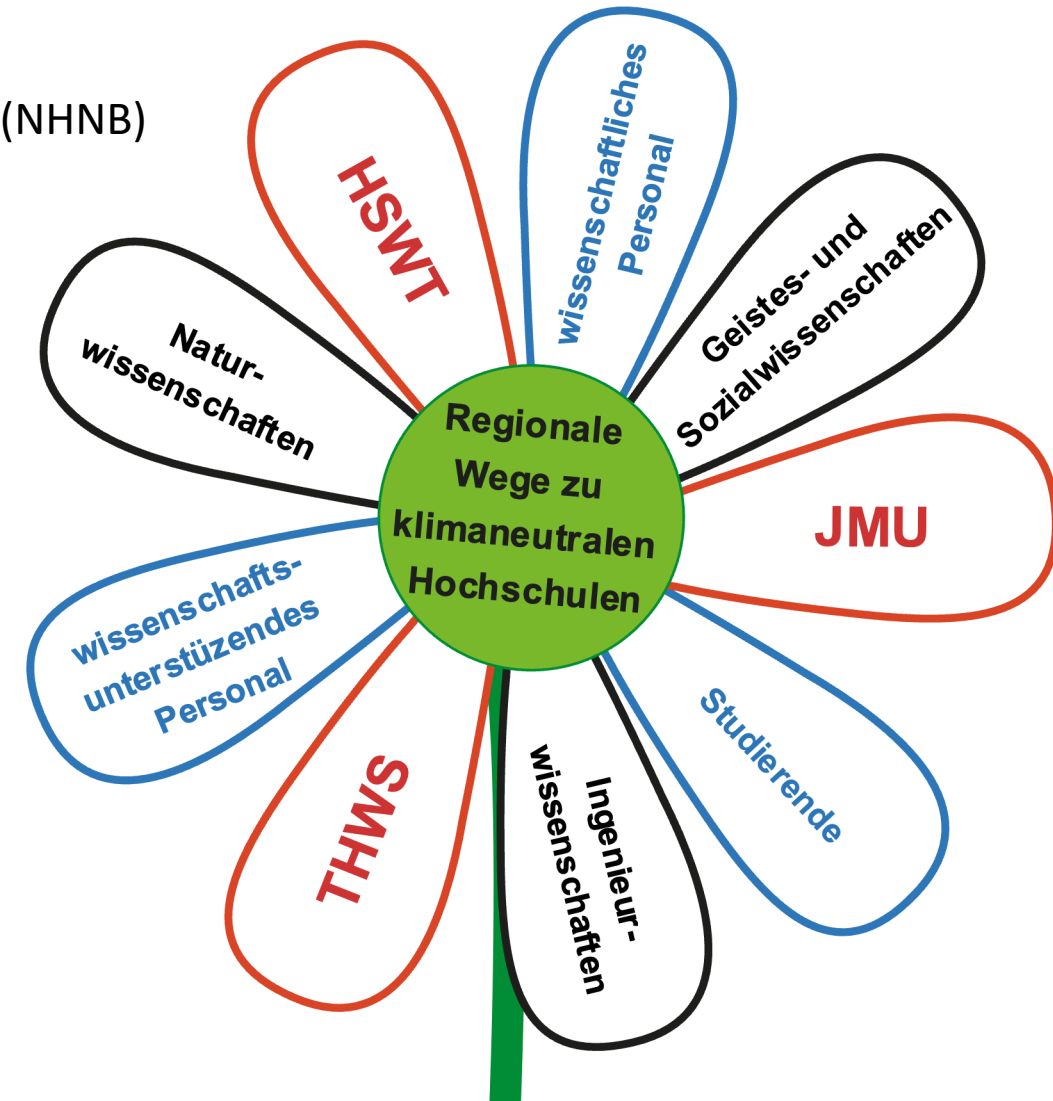 (NHNB)
HSWT
wissenschaftliches
Personal
Geistes- und
Sozialwissenschaften
Natur-
wissenschaften
Regionale
Wege zu
klimaneutralen
Hochschulen
JMU
wissenschafts-
unterstüzendes
Personal
THWS
Ingenieur-
wissenschaften
Studierende